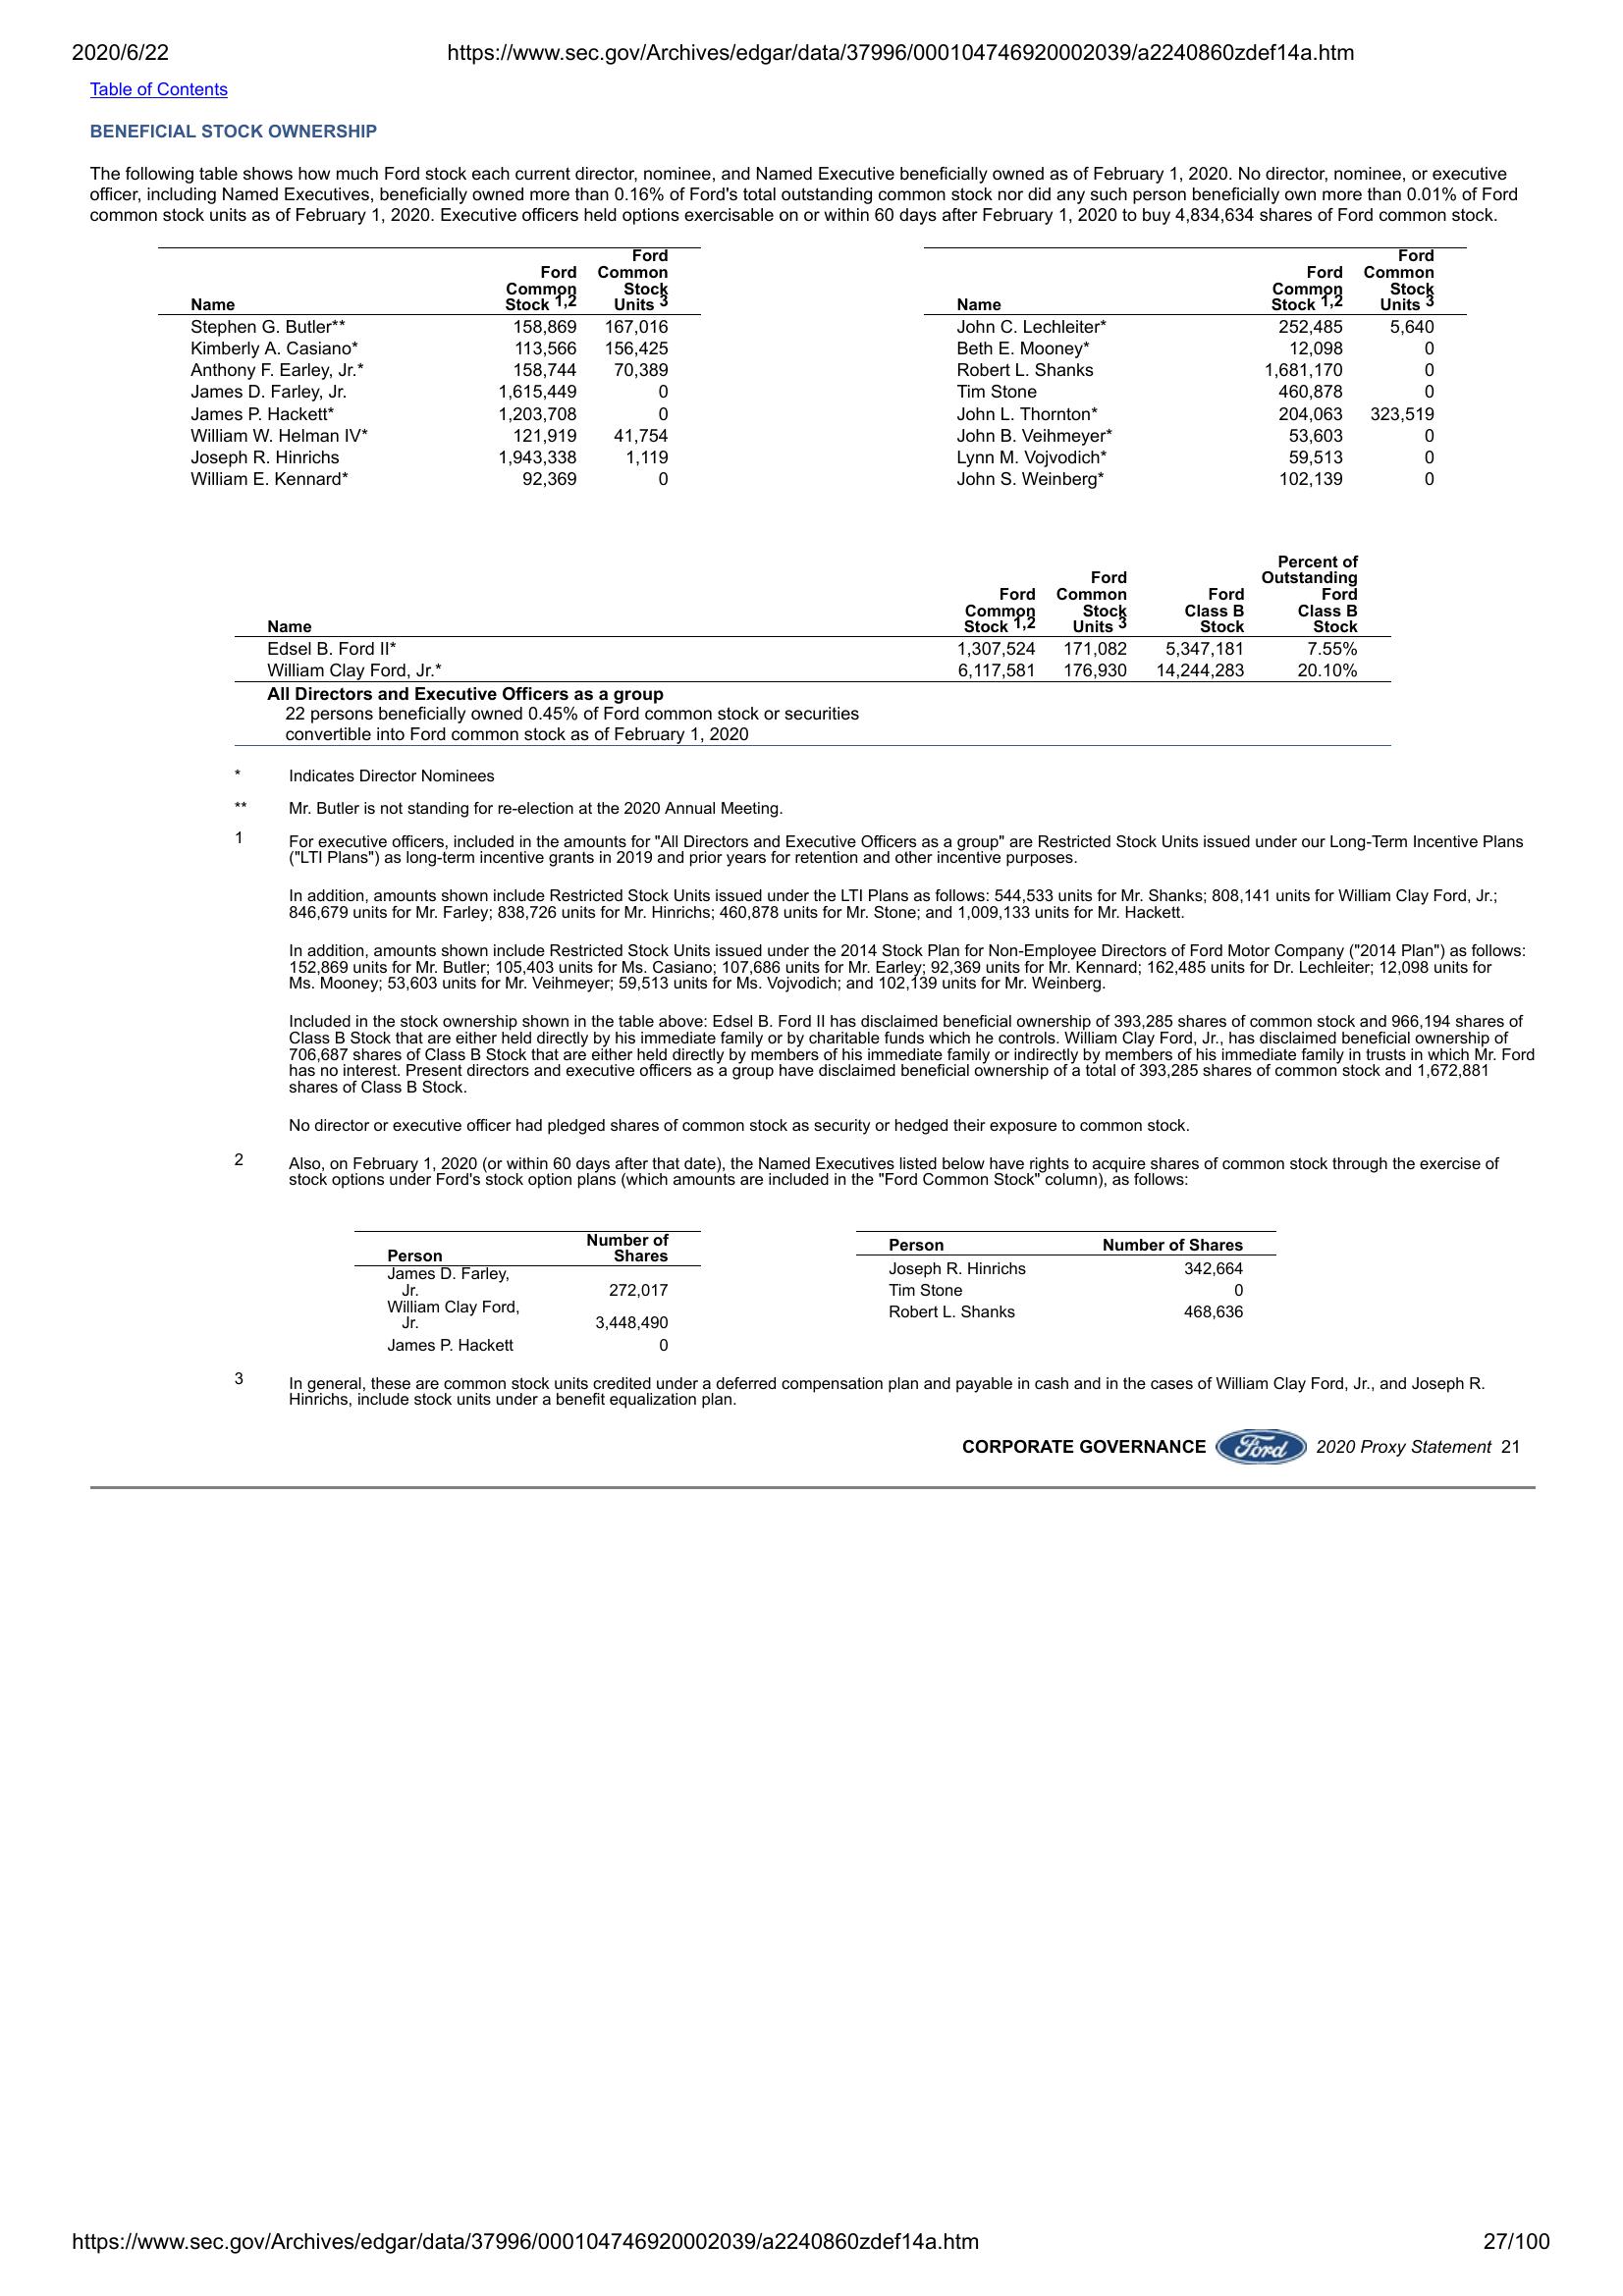 2020/6/22 https://www.sec.gov/Archives/edgar/data/37996/000104746920002039/a2240860zdef14a.htm
Table of Contents
BENEFICIAL STOCK OWNERSHIP
The following table shows how much Ford stock each current director, nominee, and Named Executive beneficially owned as of February 1, 2020. No director, nominee, or executive
officer, including Named Executives, beneficially owned more than 0.16% of Ford's total outstanding common stock nor did any such person beneficially own more than 0.01% of Ford
common stock units as of February 1, 2020. Executive officers held options exercisable on or within 60 days after February 1, 2020 to buy 4,834,634 shares of Ford common stock.
Ford
Ford Common
Common Stock
Name Stock 1,2 Units 3
Stephen G. Butler** 158,869 167,016
Kimberly A. Casiano* 113,566 156,425
Anthony F. Earley, Jr.* 158,744 70,389
James D. Farley, Jr. 1,615,449 0
James P. Hackett* 1,203,708 0
William W. Helman IV* 121,919 41,754
Joseph R. Hinrichs 1,943,338 1,119
William E. Kennard* 92,369 0
Ford
Ford Common
Common Stock
Name Stock 1,2 Units 3
John C. Lechleiter* 252,485 5,640
Beth E. Mooney* 12,098 0
Robert L. Shanks 1,681,170 0
Tim Stone 460,878 0
John L. Thornton* 204,063 323,519
John B. Veihmeyer* 53,603 0
Lynn M. Vojvodich* 59,513 0
John S. Weinberg* 102,139 0
Percent of
Ford Outstanding
Ford Common Ford Ford
Common Stock Class B Class B
Name Stock 1,2 Units 3 Stock Stock
Edsel B. Ford II* 1,307,524 171,082 5,347,181 7.55%
William Clay Ford, Jr.* 6,117,581 176,930 14,244,283 20.10%
All Directors and Executive Officers as a group
22 persons beneficially owned 0.45% of Ford common stock or securities
convertible into Ford common stock as of February 1, 2020
* Indicates Director Nominees
** Mr. Butler is not standing for re-election at the 2020 Annual Meeting.
1 For executive officers, included in the amounts for "All Directors and Executive Officers as a group" are Restricted Stock Units issued under our Long-Term Incentive Plans
("LTI Plans") as long-term incentive grants in 2019 and prior years for retention and other incentive purposes.
In addition, amounts shown include Restricted Stock Units issued under the LTI Plans as follows: 544,533 units for Mr. Shanks; 808,141 units for William Clay Ford, Jr.;
846,679 units for Mr. Farley; 838,726 units for Mr. Hinrichs; 460,878 units for Mr. Stone; and 1,009,133 units for Mr. Hackett.
In addition, amounts shown include Restricted Stock Units issued under the 2014 Stock Plan for Non-Employee Directors of Ford Motor Company ("2014 Plan") as follows:
152,869 units for Mr. Butler; 105,403 units for Ms. Casiano; 107,686 units for Mr. Earley; 92,369 units for Mr. Kennard; 162,485 units for Dr. Lechleiter; 12,098 units for
Ms. Mooney; 53,603 units for Mr. Veihmeyer; 59,513 units for Ms. Vojvodich; and 102,139 units for Mr. Weinberg.
Included in the stock ownership shown in the table above: Edsel B. Ford II has disclaimed beneficial ownership of 393,285 shares of common stock and 966,194 shares of
Class B Stock that are either held directly by his immediate family or by charitable funds which he controls. William Clay Ford, Jr., has disclaimed beneficial ownership of
706,687 shares of Class B Stock that are either held directly by members of his immediate family or indirectly by members of his immediate family in trusts in which Mr. Ford
has no interest. Present directors and executive officers as a group have disclaimed beneficial ownership of a total of 393,285 shares of common stock and 1,672,881
shares of Class B Stock.
No director or executive officer had pledged shares of common stock as security or hedged their exposure to common stock.
2 Also, on February 1, 2020 (or within 60 days after that date), the Named Executives listed below have rights to acquire shares of common stock through the exercise of
stock options under Ford's stock option plans (which amounts are included in the "Ford Common Stock" column), as follows:
Number of
Person Shares
James D. Farley,
Jr. 272,017
William Clay Ford,
Jr. 3,448,490
James P. Hackett 0
Person Number of Shares
Joseph R. Hinrichs 342,664
Tim Stone 0
Robert L. Shanks 468,636
3 In general, these are common stock units credited under a deferred compensation plan and payable in cash and in the cases of William Clay Ford, Jr., and Joseph R.
Hinrichs, include stock units under a benefit equalization plan.
CORPORATE GOVERNANCE Ford 2020 Proxy Statement 21
https://www.sec.gov/Archives/edgar/data/37996/000104746920002039/a2240860zdef14a.htm 27/100